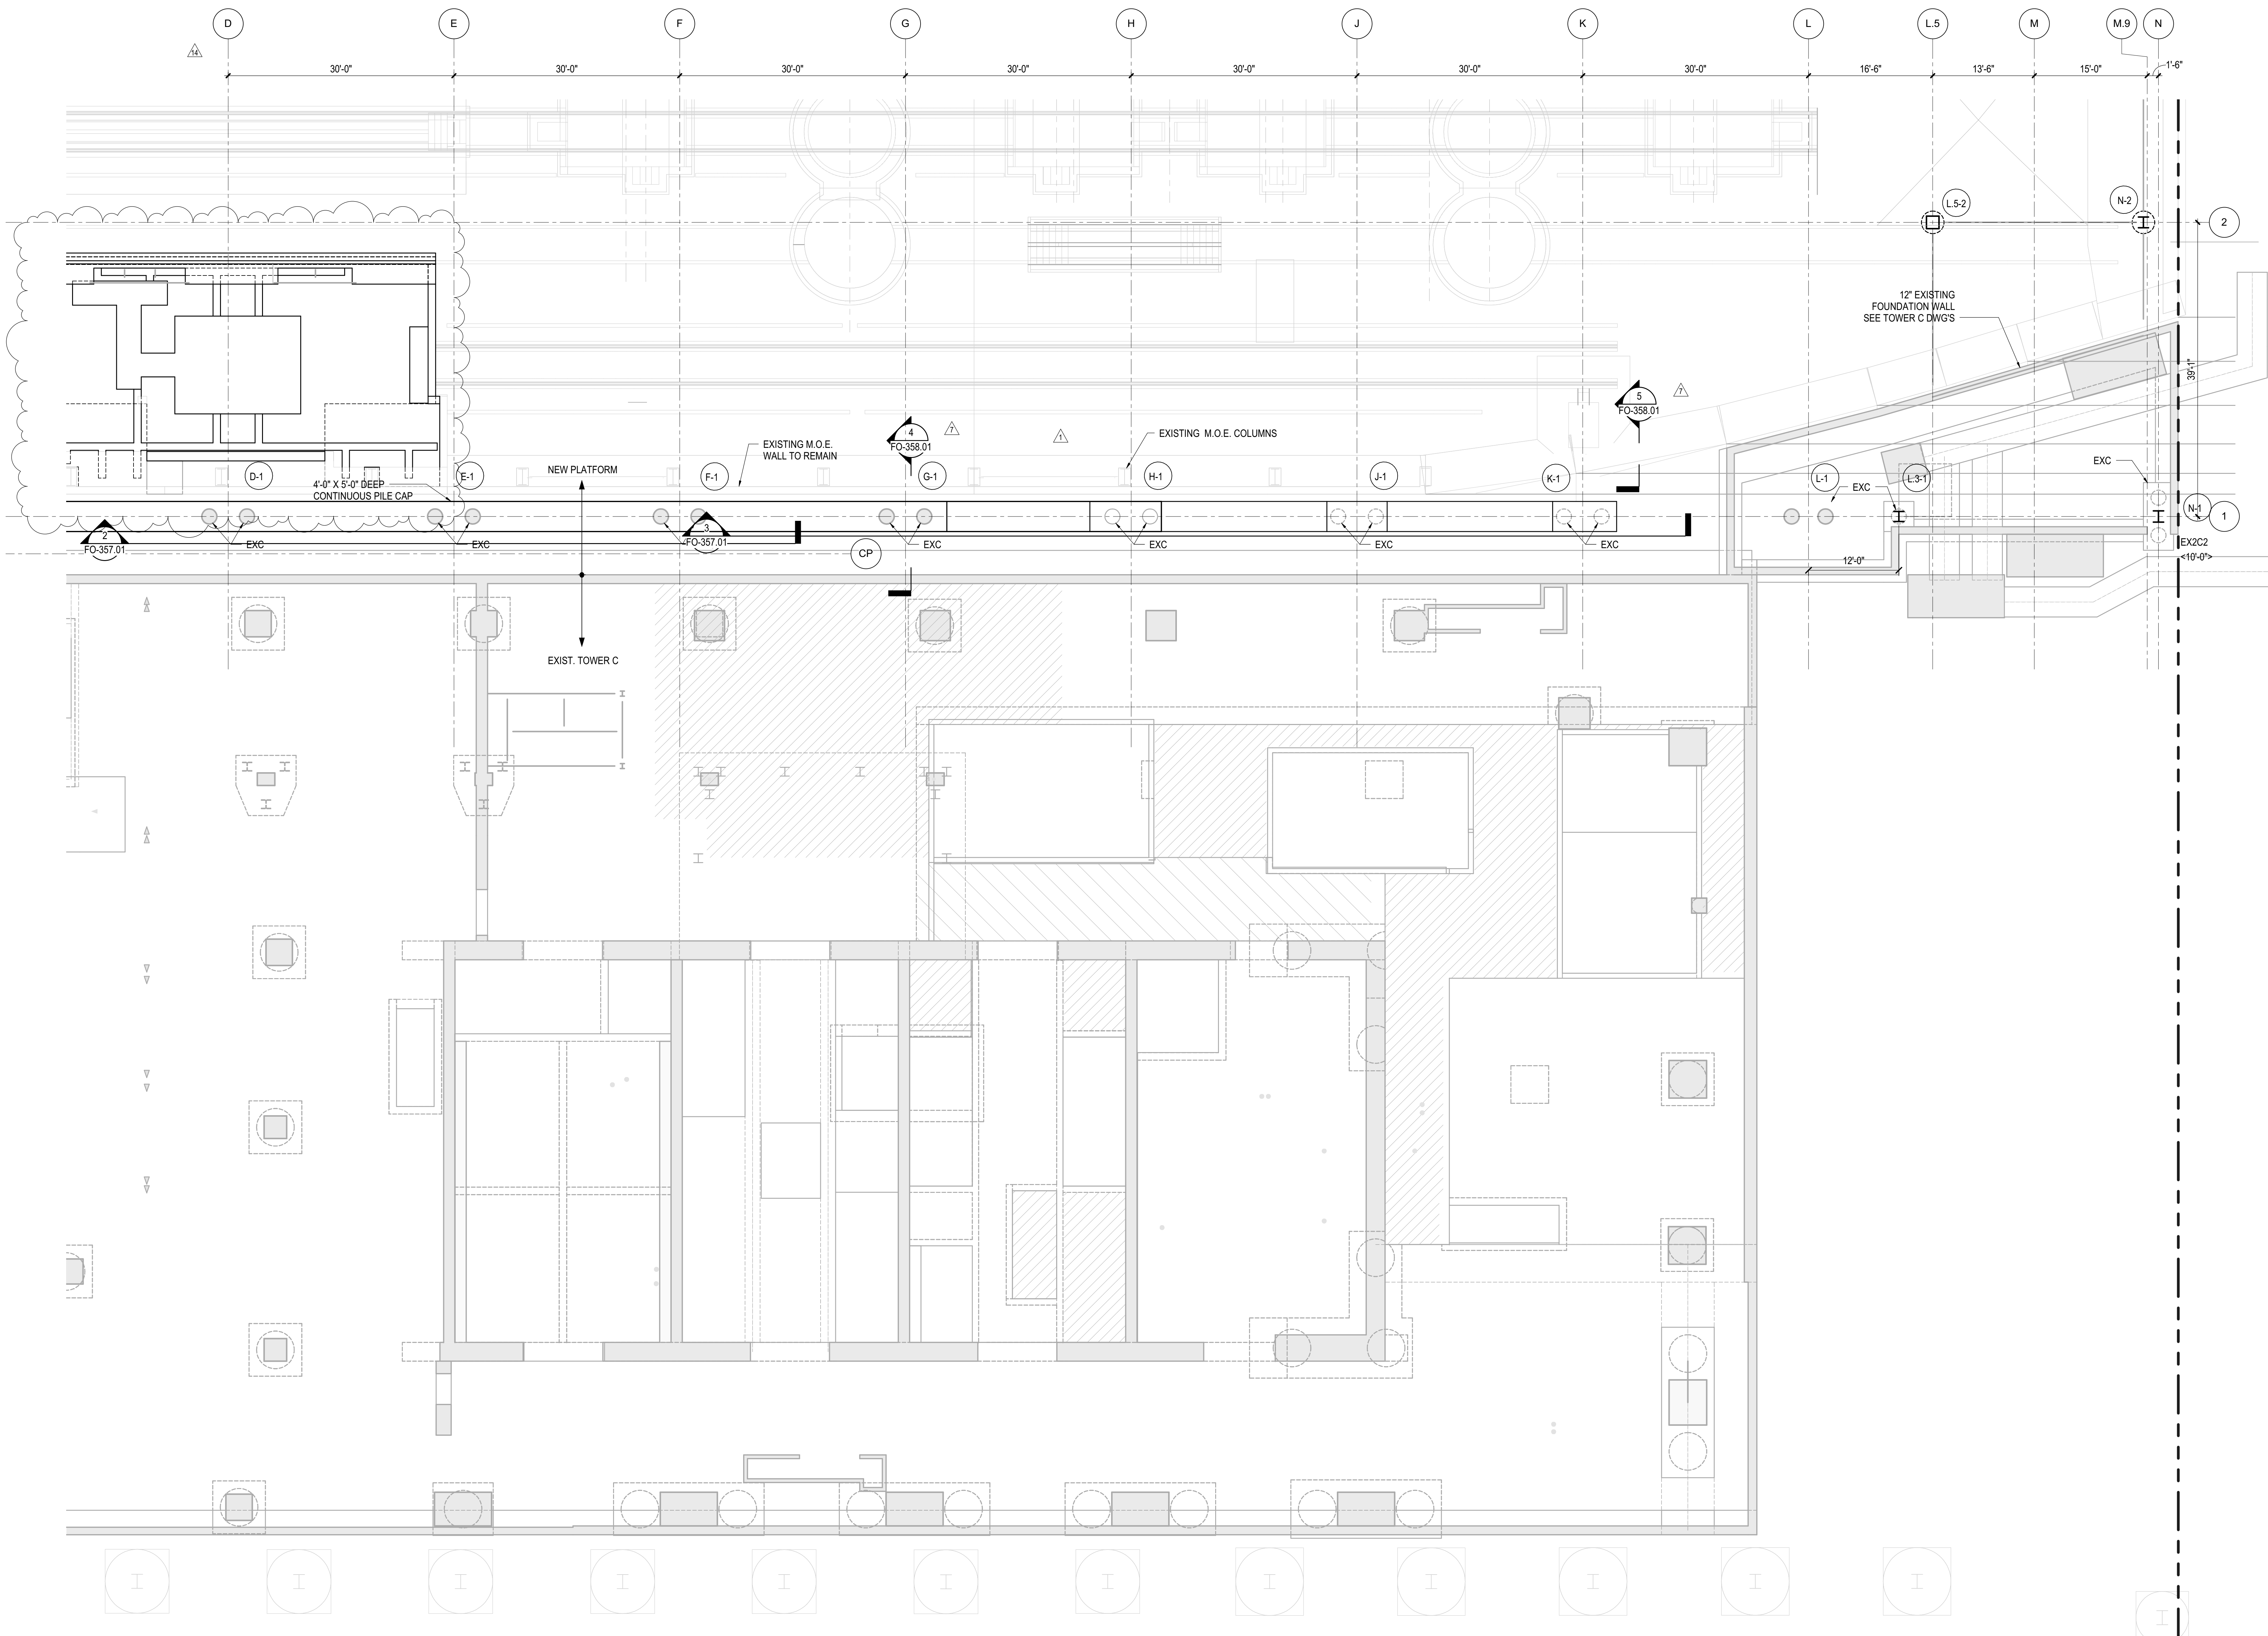 D E F G H J K L L.5 M M.9 N
14
30'-0" 30'-0" 30'-0" 30'-0" 30'-0" 30'-0" 30'-0" 16'-6" 13'-6" 15'-0" 1'-6"
L.5-2
N-2
2
12" EXISTING
FOUNDATION WALL
SEE TOWER C DWG'S
39'-1"
5
FO-358.01
7
4
FO-358.01
7
1
EXISTING M.O.E.
WALL TO REMAIN
EXISTING M.O.E. COLUMNS
NEW PLATFORM
EXC
D-1 E-1 F-1 G-1 H-1 J-1 K-1 L-1 L.3-1
4'-0" X 5'-0" DEEP
CONTINUOUS PILE CAP
EXC
N-1
1
2
FO-357.01
3
FO-357.01
EXC EXC EXC EXC EXC EXC
EX2C2
<10'-0">
CP
12'-0"
EXIST. TOWER C